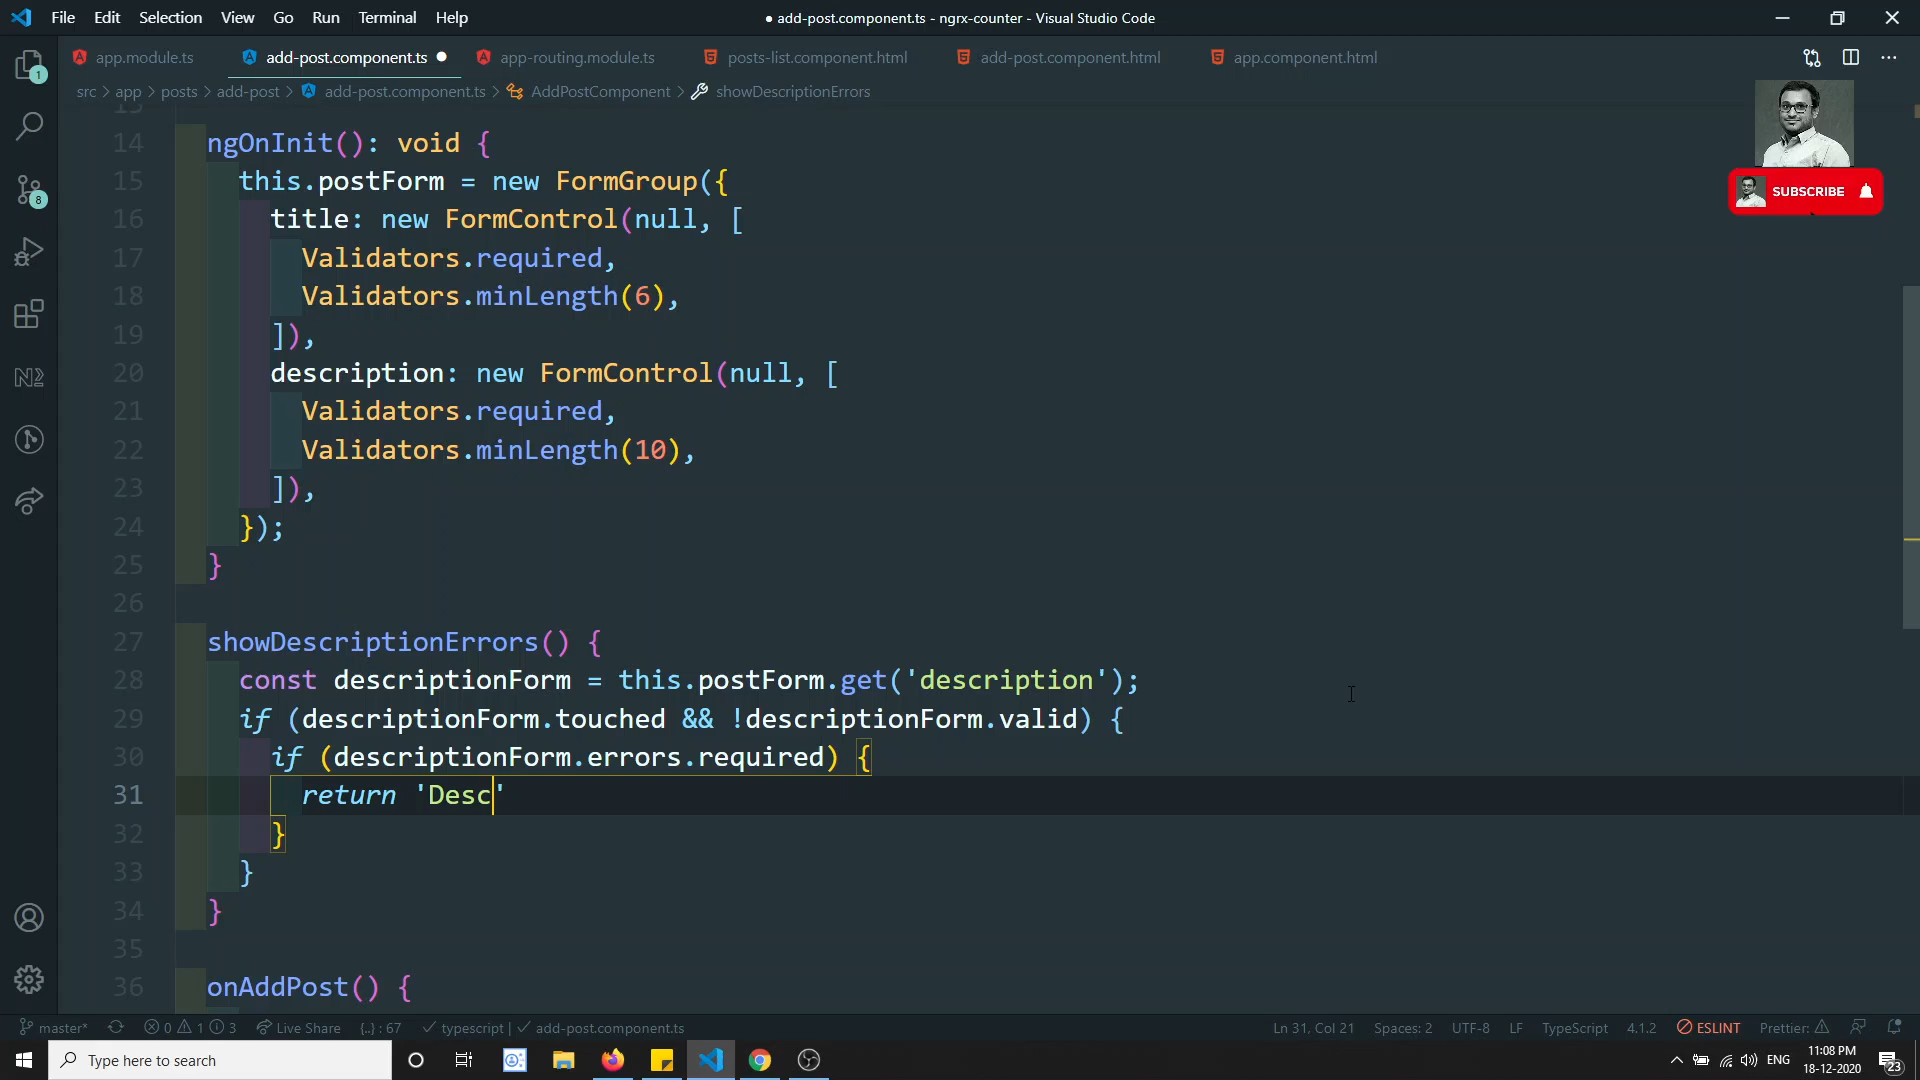 File Edit Selection View Go Run Terminal Help
● add-post.component.ts - ngrx-counter - Visual Studio Code
app.module.ts add-post.component.ts ● app-routing.module.ts posts-list.component.html add-post.component.html app.component.html
src > app > posts > add-post > add-post.component.ts > AddPostComponent > showDescriptionErrors
1
8
SUBSCRIBE
13
14 ngOnInit(): void {
15 this.postForm = new FormGroup({
16 title: new FormControl(null, [
17 Validators.required,
18 Validators.minLength(6),
19 ]),
20 description: new FormControl(null, [
21 Validators.required,
22 Validators.minLength(10),
23 ]),
24 });
25 }
26
27 showDescriptionErrors() {
28 const descriptionForm = this.postForm.get('description');
29 if (descriptionForm.touched && !descriptionForm.valid) {
30 if (descriptionForm.errors.required) {
31 return 'Desc'
32 }
33 }
34 }
35
36 onAddPost() {
master* 0 1 3 Live Share {..} : 67 typescript | add-post.component.ts Ln 31, Col 21 Spaces: 2 UTF-8 LF TypeScript 4.1.2 ESLINT Prettier:
Type here to search
ENG
11:08 PM
18-12-2020
23